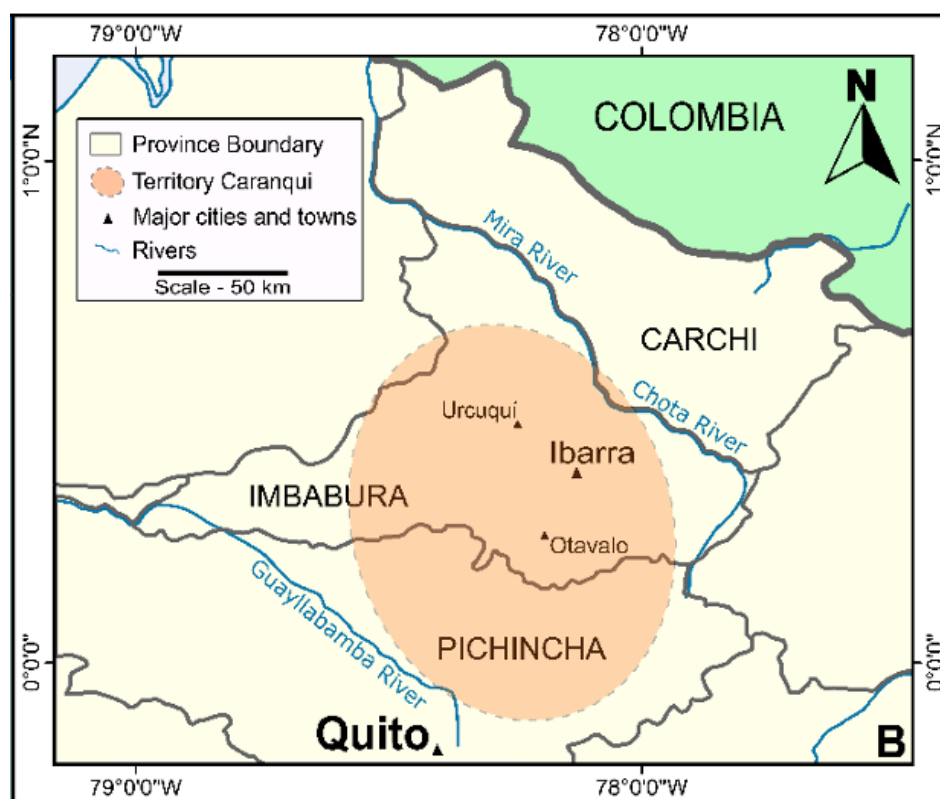 79°0'0"W
78°0'0"W
1°0'0"N
1°0'0"N
COLOMBIA
N
Province Boundary
Territory Caranqui
Major cities and towns
Rivers
Scale - 50 km
Mira River
CARCHI
Chota River
Urcuquí
Ibarra
IMBABURA
Otavalo
Guayllabamba River
PICHINCHA
0°0'0"
0°0'0"
Quito
B
79°0'0"W
78°0'0"W